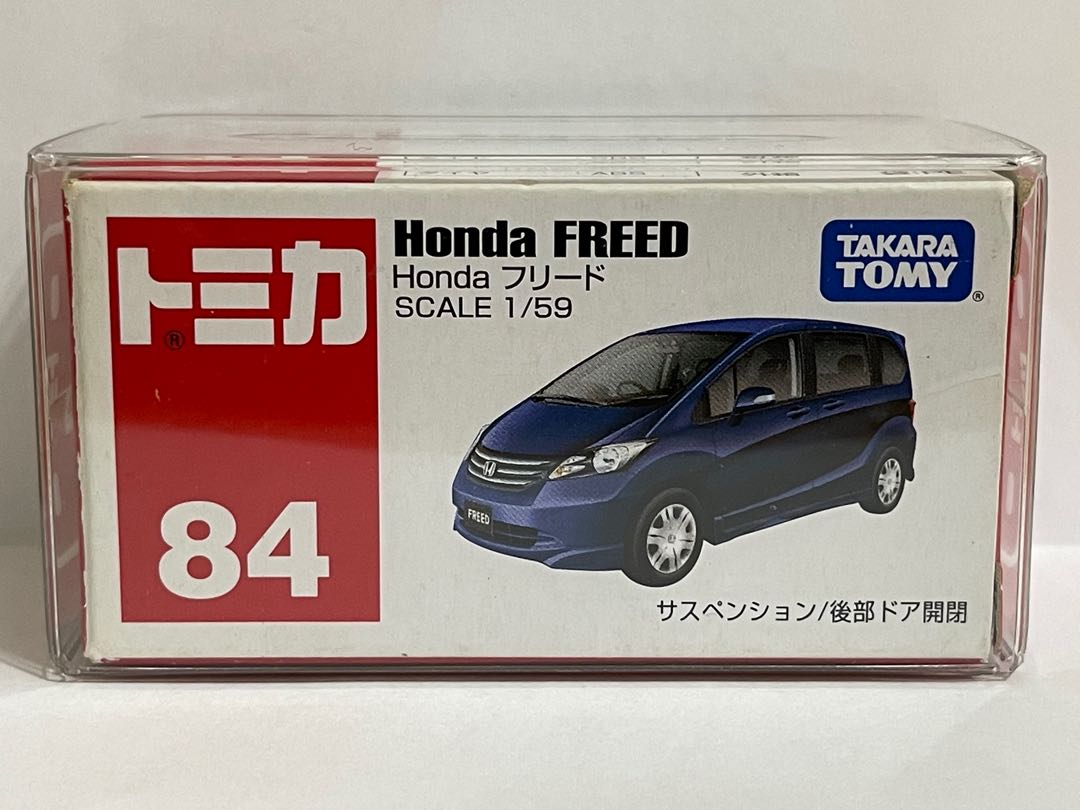 トミカ®
84
Honda FREED
Honda フリード
SCALE 1/59
TAKARA
TOMY®
FREED
サスペンション/後部ドア開閉